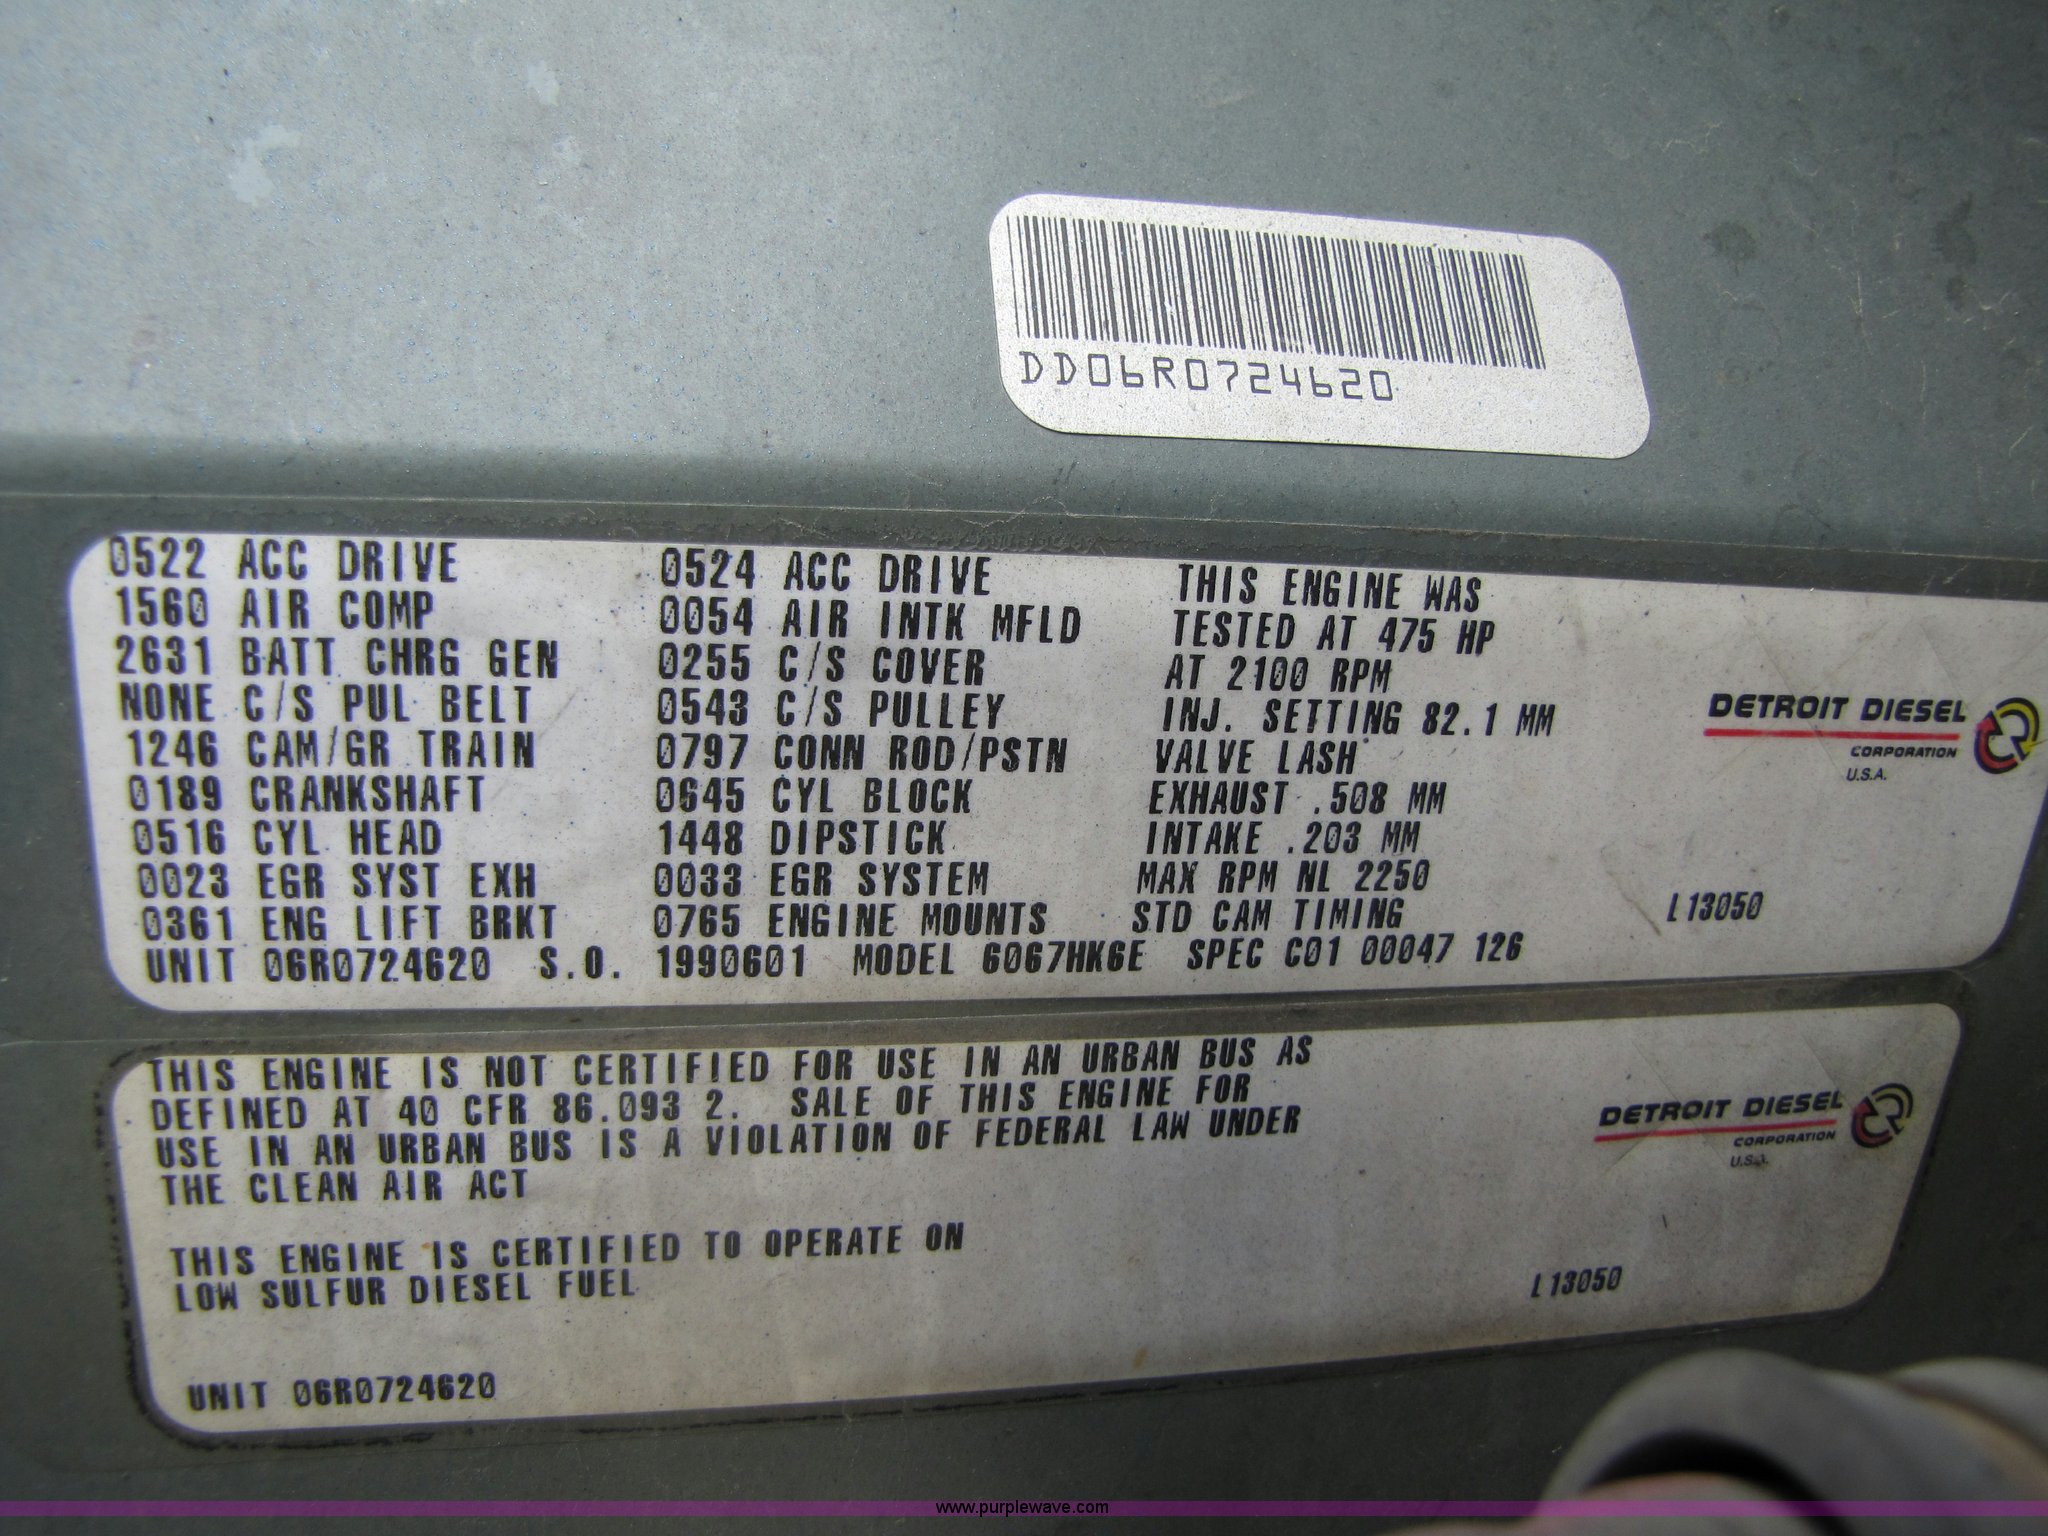 DD06R0724620
0522 ACC DRIVE 0524 ACC DRIVE THIS ENGINE WAS
1560 AIR COMP 0054 AIR INTK MFLD TESTED AT 475 HP
2631 BATT CHRG GEN 0255 C/S COVER AT 2100 RPM
NONE C/S PUL BELT 0543 C/S PULLEY INJ. SETTING 82.1 MM
1246 CAM/GR TRAIN 0797 CONN ROD/PSTN VALVE LASH
0189 CRANKSHAFT 0645 CYL BLOCK EXHAUST .508 MM
0516 CYL HEAD 1448 DIPSTICK INTAKE .203 MM
0023 EGR SYST EXH 0033 EGR SYSTEM MAX RPM NL 2250
0361 ENG LIFT BRKT 0765 ENGINE MOUNTS STD CAM TIMING
UNIT 06R0724620 S.O. 1990601 MODEL 6067HK6E SPEC C01 00047 126
DETROIT DIESEL
CORPORATION
U.S.A.
L13050
THIS ENGINE IS NOT CERTIFIED FOR USE IN AN URBAN BUS AS
DEFINED AT 40 CFR 86.093 2. SALE OF THIS ENGINE FOR
USE IN AN URBAN BUS IS A VIOLATION OF FEDERAL LAW UNDER
THE CLEAN AIR ACT
THIS ENGINE IS CERTIFIED TO OPERATE ON
LOW SULFUR DIESEL FUEL
UNIT 06R0724620
DETROIT DIESEL
CORPORATION
U.S.A.
L13050
www.purplewave.com